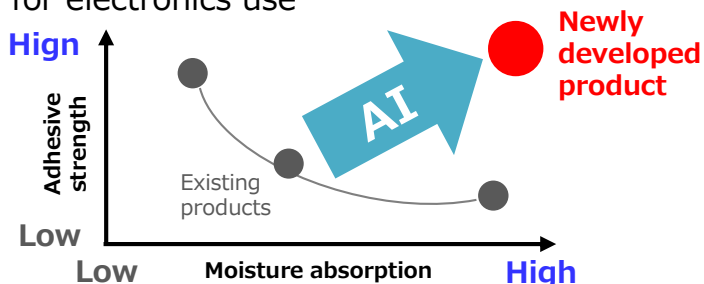 for electronics use
Hign
Newly
developed
product
AI
Adhesive
strength
Existing
products
Low
Low
Moisture absorption
High